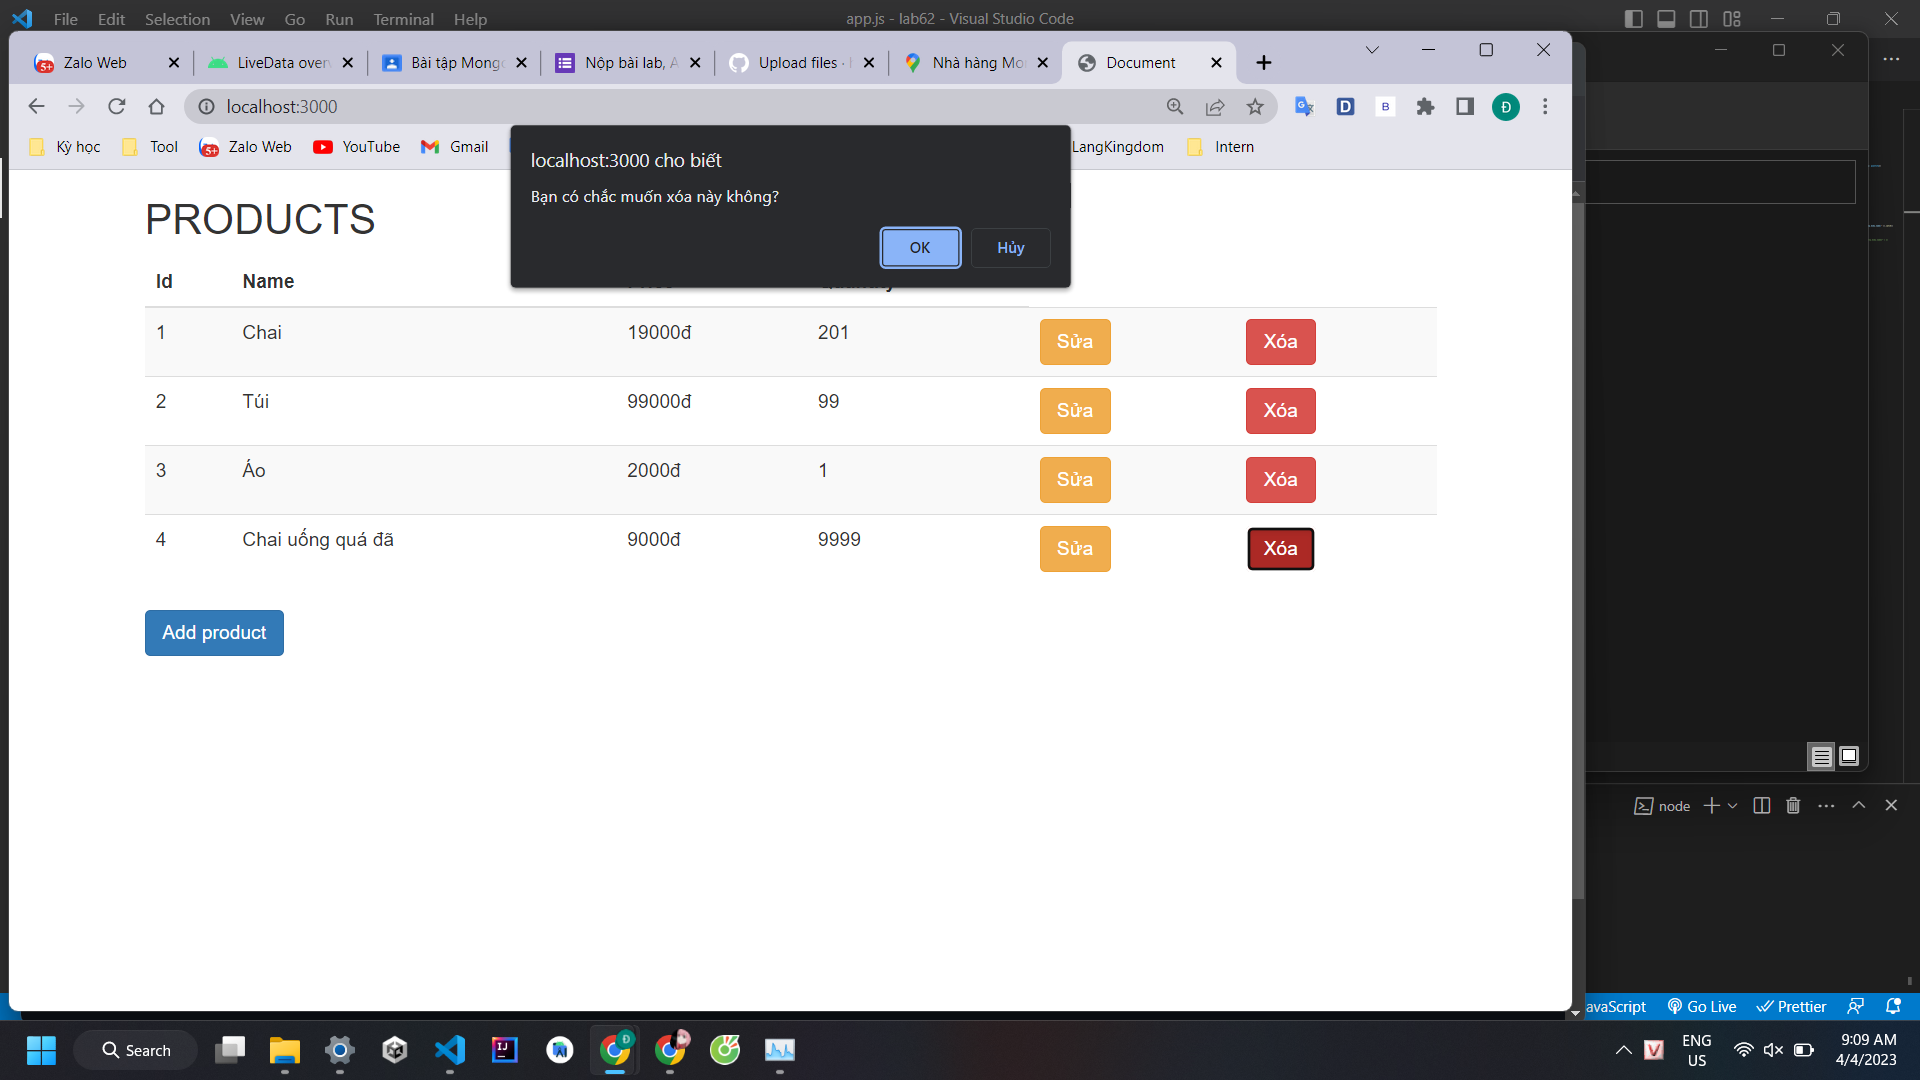 File Edit Selection View Go Run Terminal Help
app.js - lab62 - Visual Studio Code
Zalo Web
LiveData over
Bài tập Mong
Nộp bài lab, A
Upload files ·
Nhà hàng Mo
Document
localhost:3000
Kỳ học
Tool
Zalo Web
YouTube
Gmail
LangKingdom
Intern
localhost:3000 cho biết
Bạn có chắc muốn xóa này không?
OK
Hủy
PRODUCTS
Id Name
1 Chai 19000đ 201 Sửa Xóa
2 Túi 99000đ 99 Sửa Xóa
3 Áo 2000đ 1 Sửa Xóa
4 Chai uống quá đã 9000đ 9999 Sửa Xóa
Add product
node
avaScript Go Live Prettier
Search
ENG
US
9:09 AM
4/4/2023